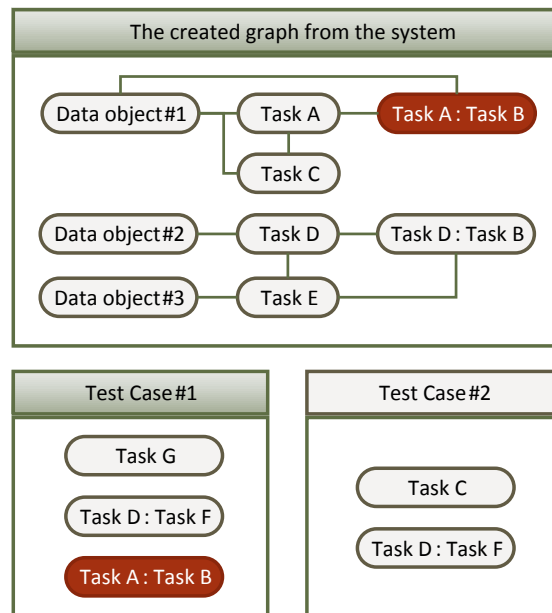 The created graph from the system
Data object#1
Task A
Task A : Task B
Task C
Data object#2
Task D
Task D : Task B
Data object#3
Task E
Test Case#1
Task G
Task D : Task F
Task A : Task B
Test Case#2
Task C
Task D : Task F